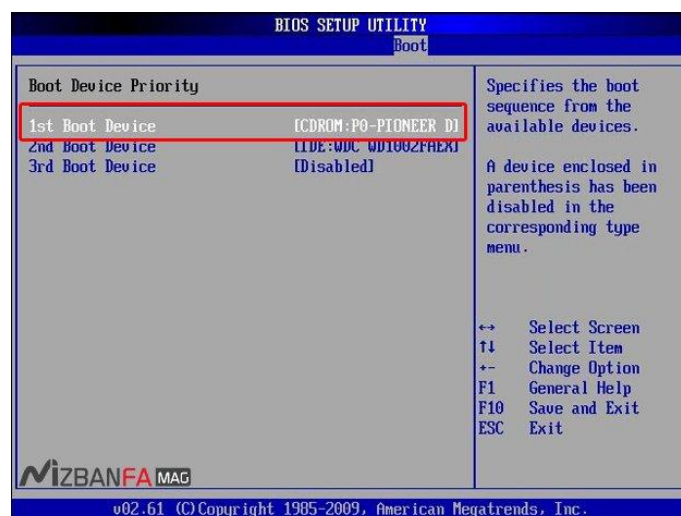 BIOS SETUP UTILITY
Boot
Boot Device Priority
1st Boot Device [CDROM:P0-PIONEER D]
2nd Boot Device [IDE:WDC WD1002FAEX]
3rd Boot Device [Disabled]
Specifies the boot
sequence from the
available devices.
A device enclosed in
parenthesis has been
disabled in the
corresponding type
menu.
↔ Select Screen
↑↓ Select Item
+- Change Option
F1 General Help
F10 Save and Exit
ESC Exit
MIZBANFA MAG
v02.61 (C)Copyright 1985-2009, American Megatrends, Inc.